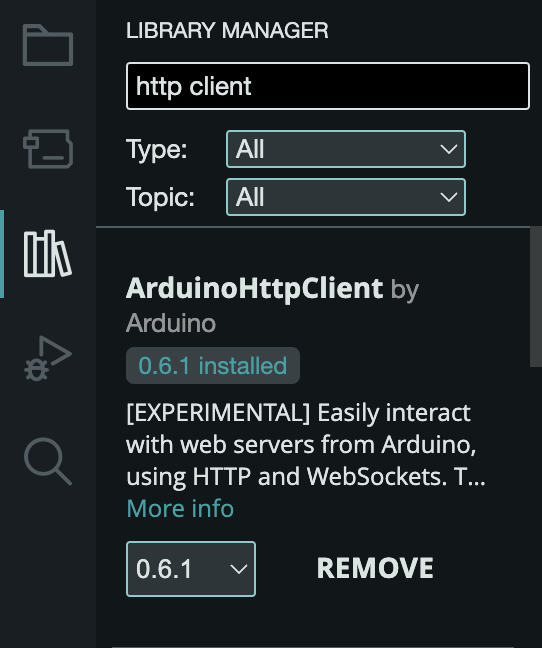 LIBRARY MANAGER
http client
Type: All
Topic: All
ArduinoHttpClient by
Arduino
0.6.1 installed
[EXPERIMENTAL] Easily interact
with web servers from Arduino,
using HTTP and WebSockets. T...
More info
0.6.1 REMOVE